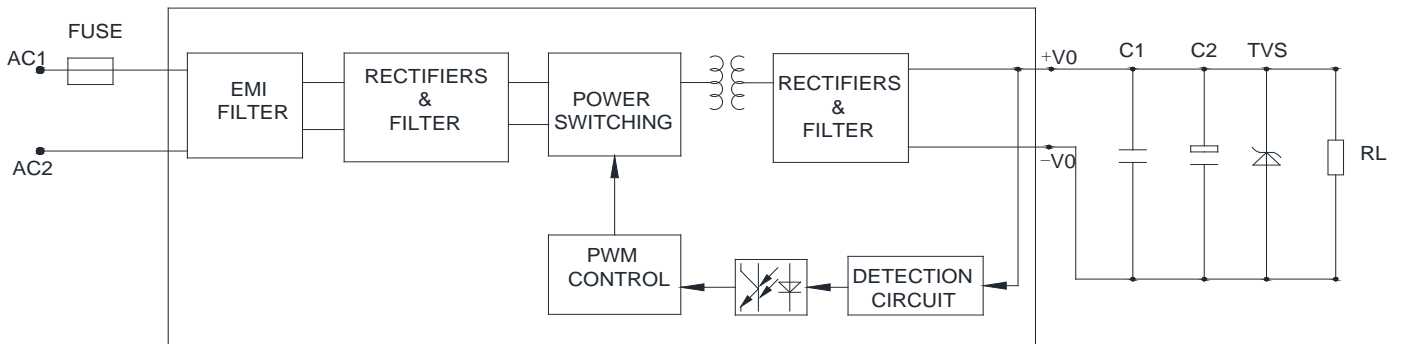 FUSE
AC1
AC2
EMI
FILTER
RECTIFIERS
&
FILTER
POWER
SWITCHING
RECTIFIERS
&
FILTER
+V0
−V0
C1
C2
TVS
RL
PWM
CONTROL
DETECTION
CIRCUIT